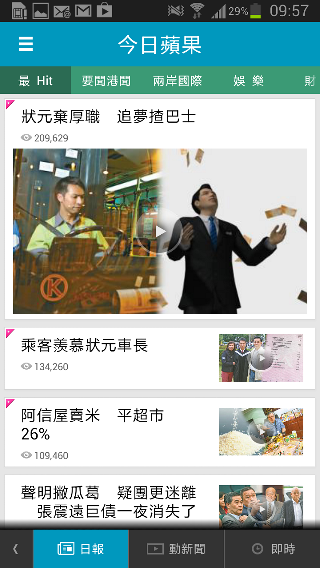 29% 09:57
今日蘋果
最 Hit 要聞港聞 兩岸國際 娛 樂 財
狀元棄厚職 追夢揸巴士
209,629
K
乘客羨慕狀元車長
134,260
阿信屋賣米 平超市
26%
109,460
聲明撇瓜葛 疑團更迷離
張震遠巨債一夜消失了
日報 動新聞 即時